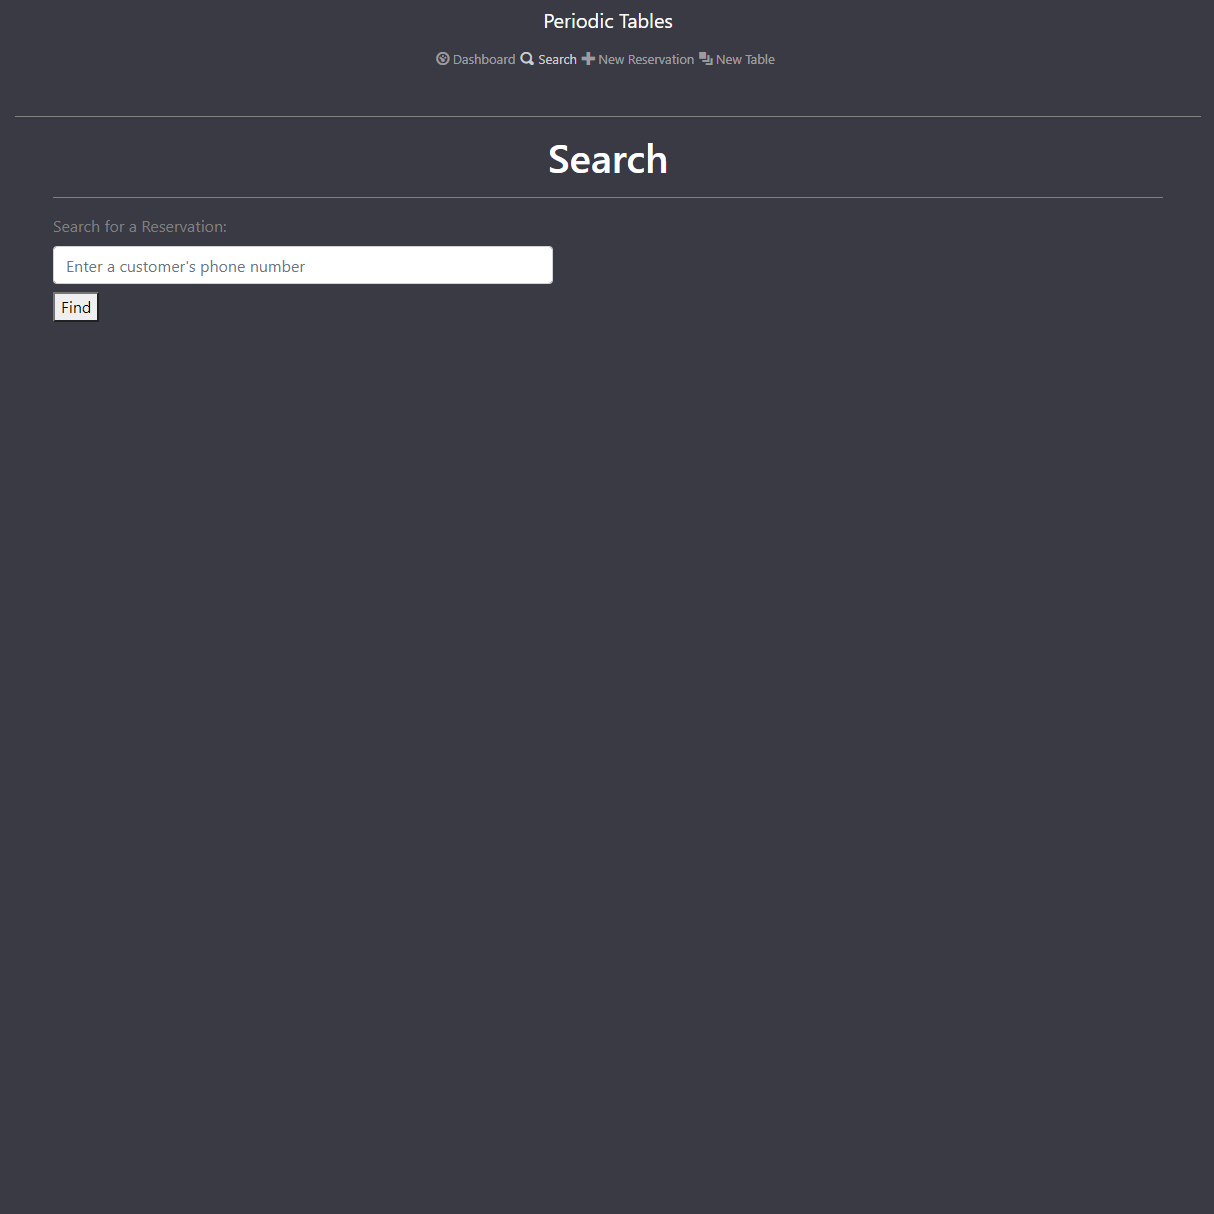 Periodic Tables
Dashboard Search New Reservation New Table
Search
Search for a Reservation:
Enter a customer's phone number
Find